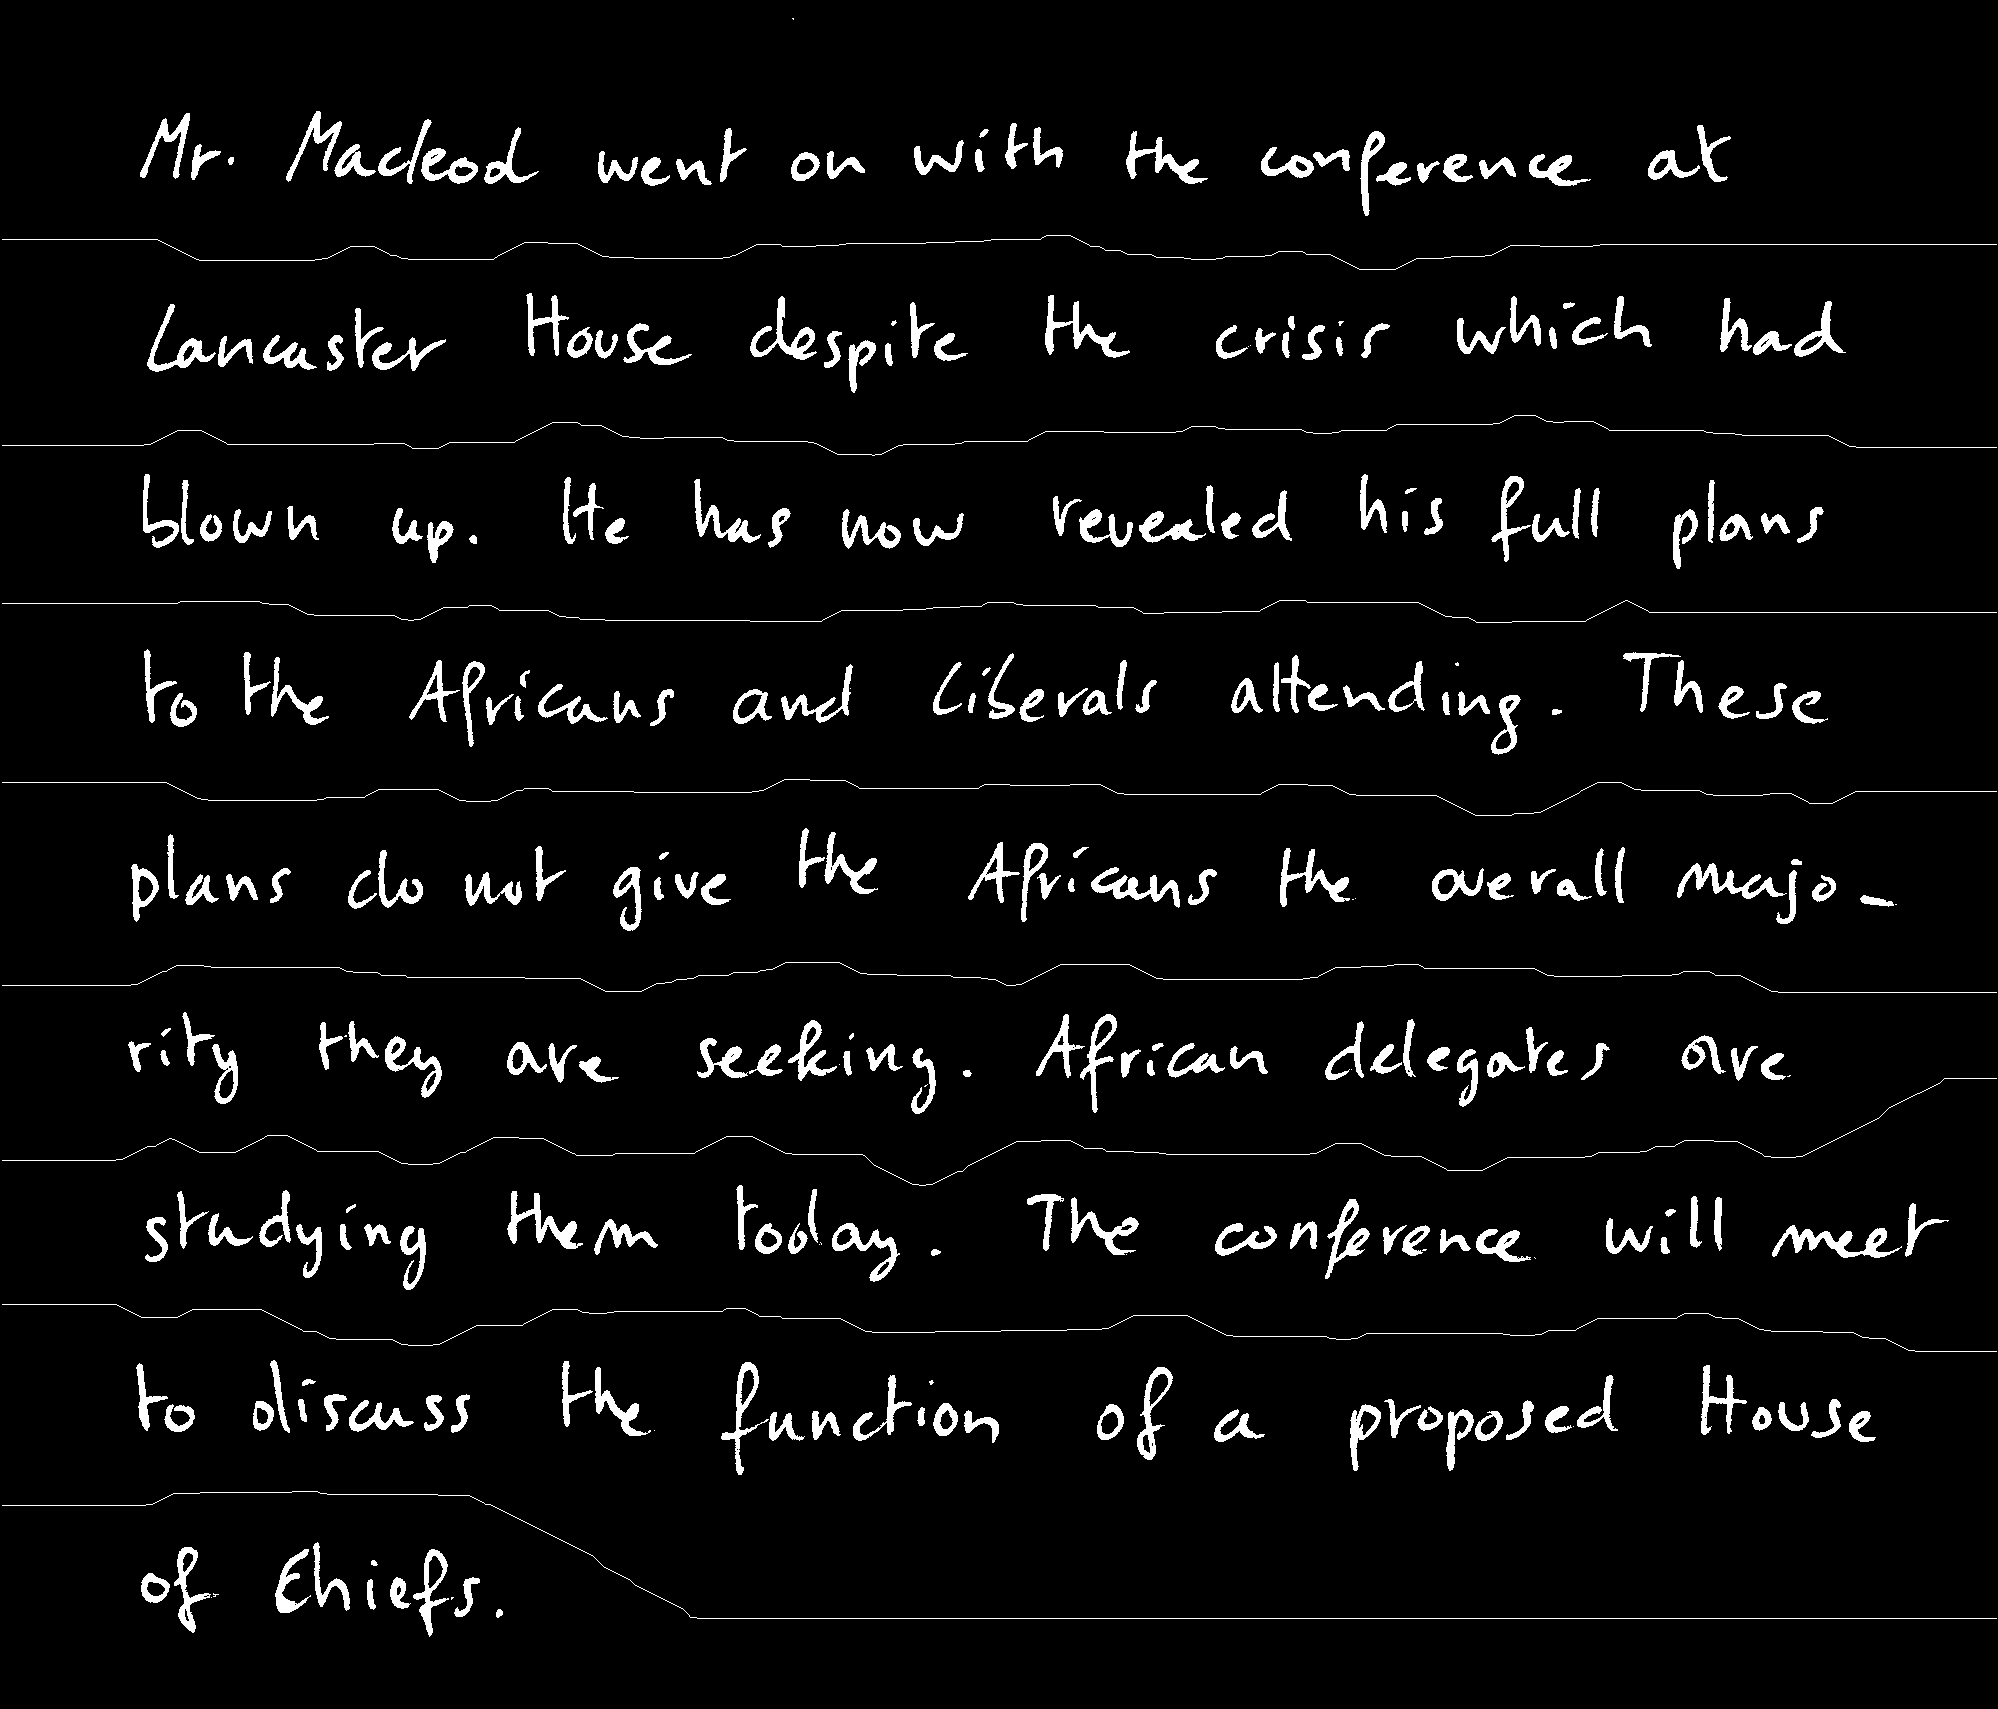 Mr. Macleod went on with the conference at
Lancaster House despite the crisis which had
blown up. He has now revealed his full plans
to the Africans and Liberals attending. These
plans do not give the Africans the overall majo-
rity they are seeking. African delegates are
studying them today. The conference will meet
to discuss the function of a proposed House
of Chiefs.